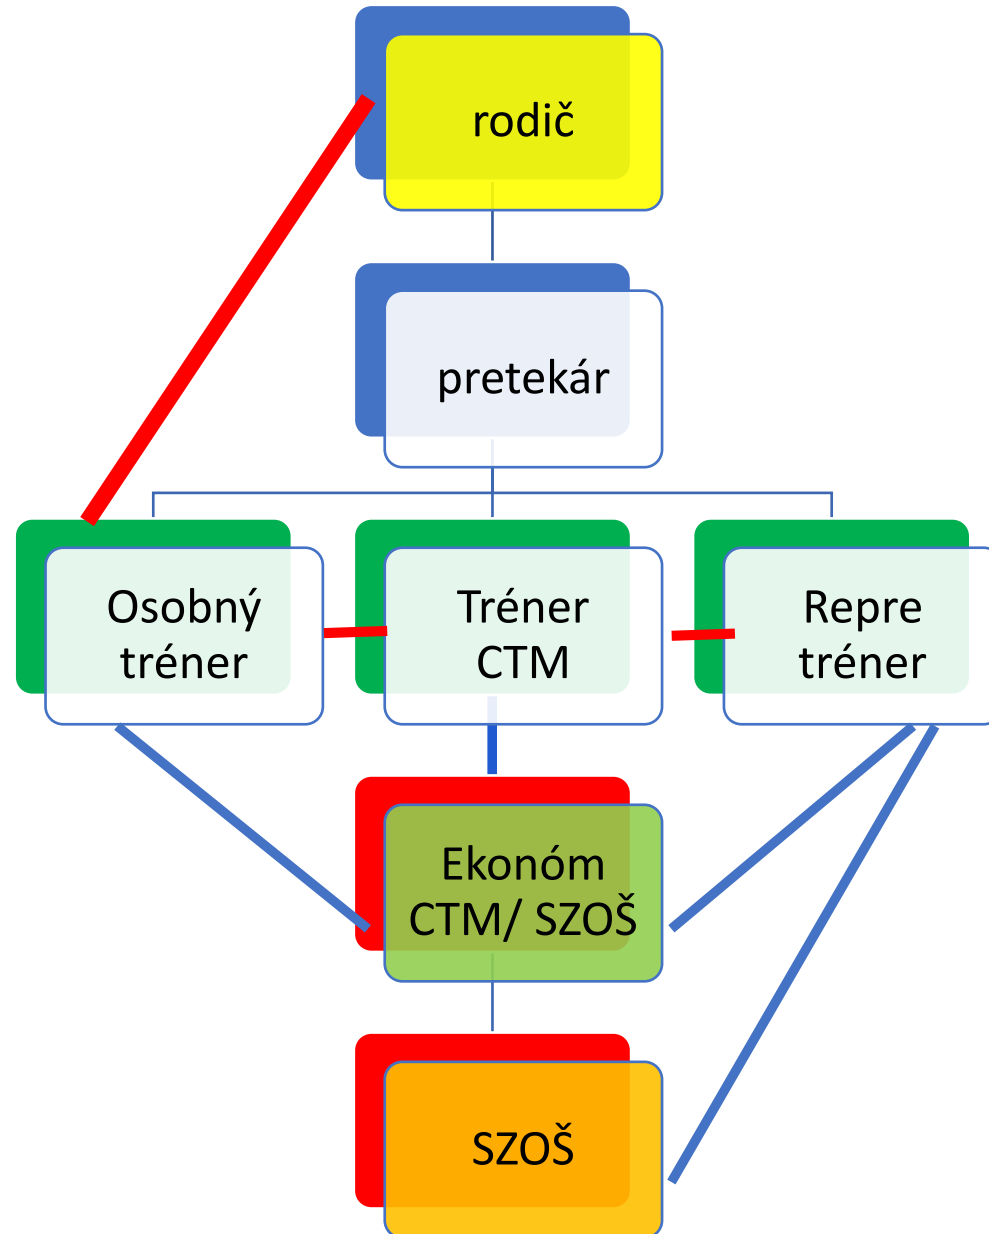 rodič
pretekár
Osobný
tréner
Tréner
CTM
Repre
tréner
Ekonóm
CTM/ SZOŠ
SZOŠ